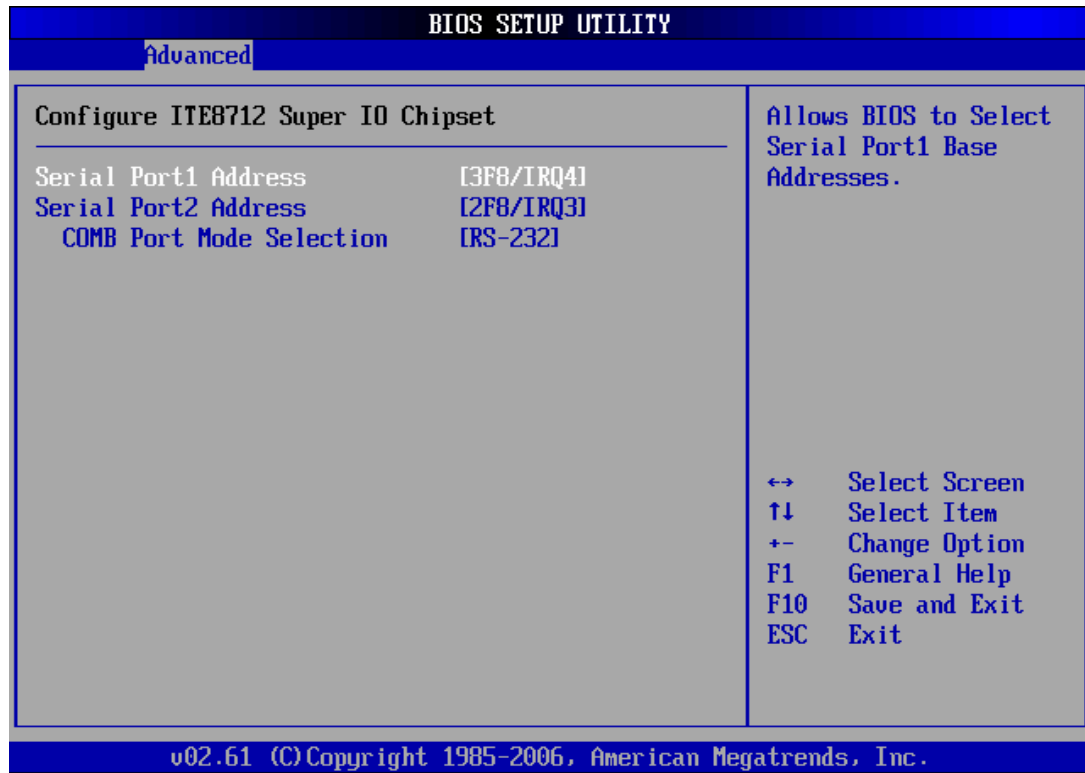 BIOS SETUP UTILITY
Advanced
Configure ITE8712 Super IO Chipset
Serial Port1 Address [3F8/IRQ4]
Serial Port2 Address [2F8/IRQ3]
COMB Port Mode Selection [RS-232]
Allows BIOS to Select
Serial Port1 Base
Addresses.
↔ Select Screen
↑↓ Select Item
+- Change Option
F1 General Help
F10 Save and Exit
ESC Exit
v02.61 (C)Copyright 1985-2006, American Megatrends, Inc.